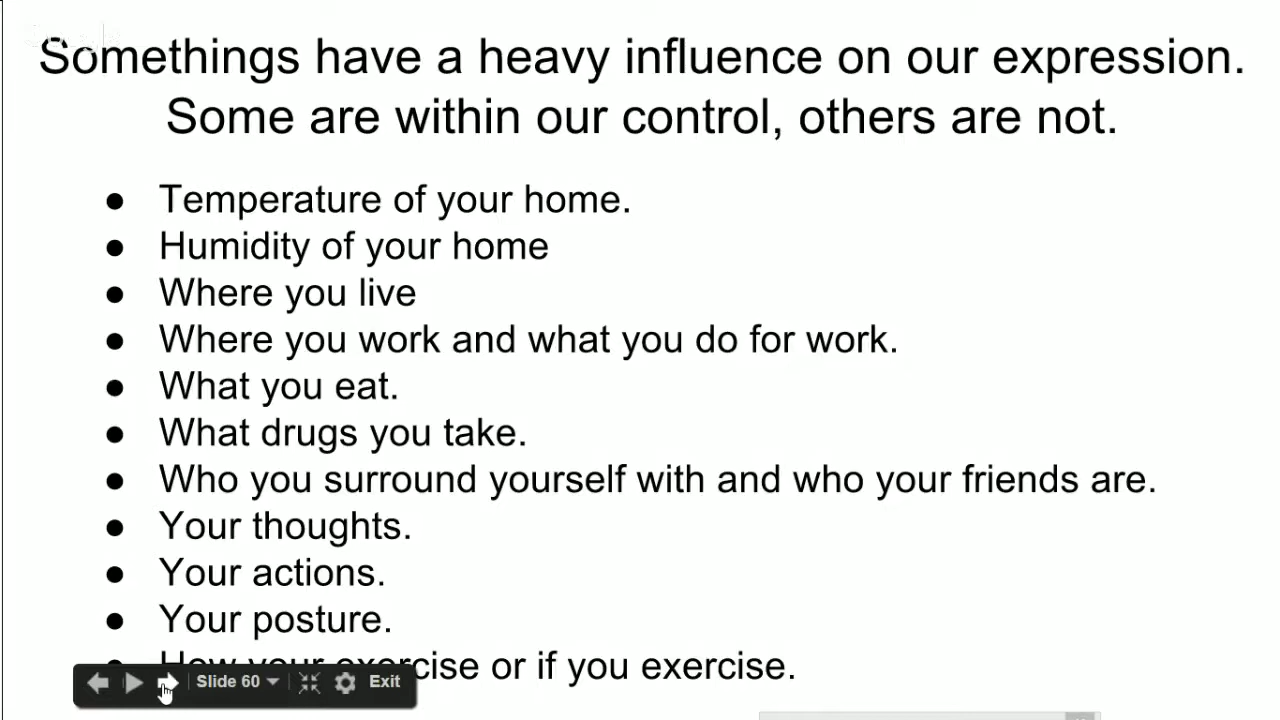 Somethings have a heavy influence on our expression.
Some are within our control, others are not.
● Temperature of your home.
● Humidity of your home
● Where you live
● Where you work and what you do for work.
● What you eat.
● What drugs you take.
● Who you surround yourself with and who your friends are.
● Your thoughts.
● Your actions.
● Your posture.
● How your exercise or if you exercise.
Slide 60 Exit